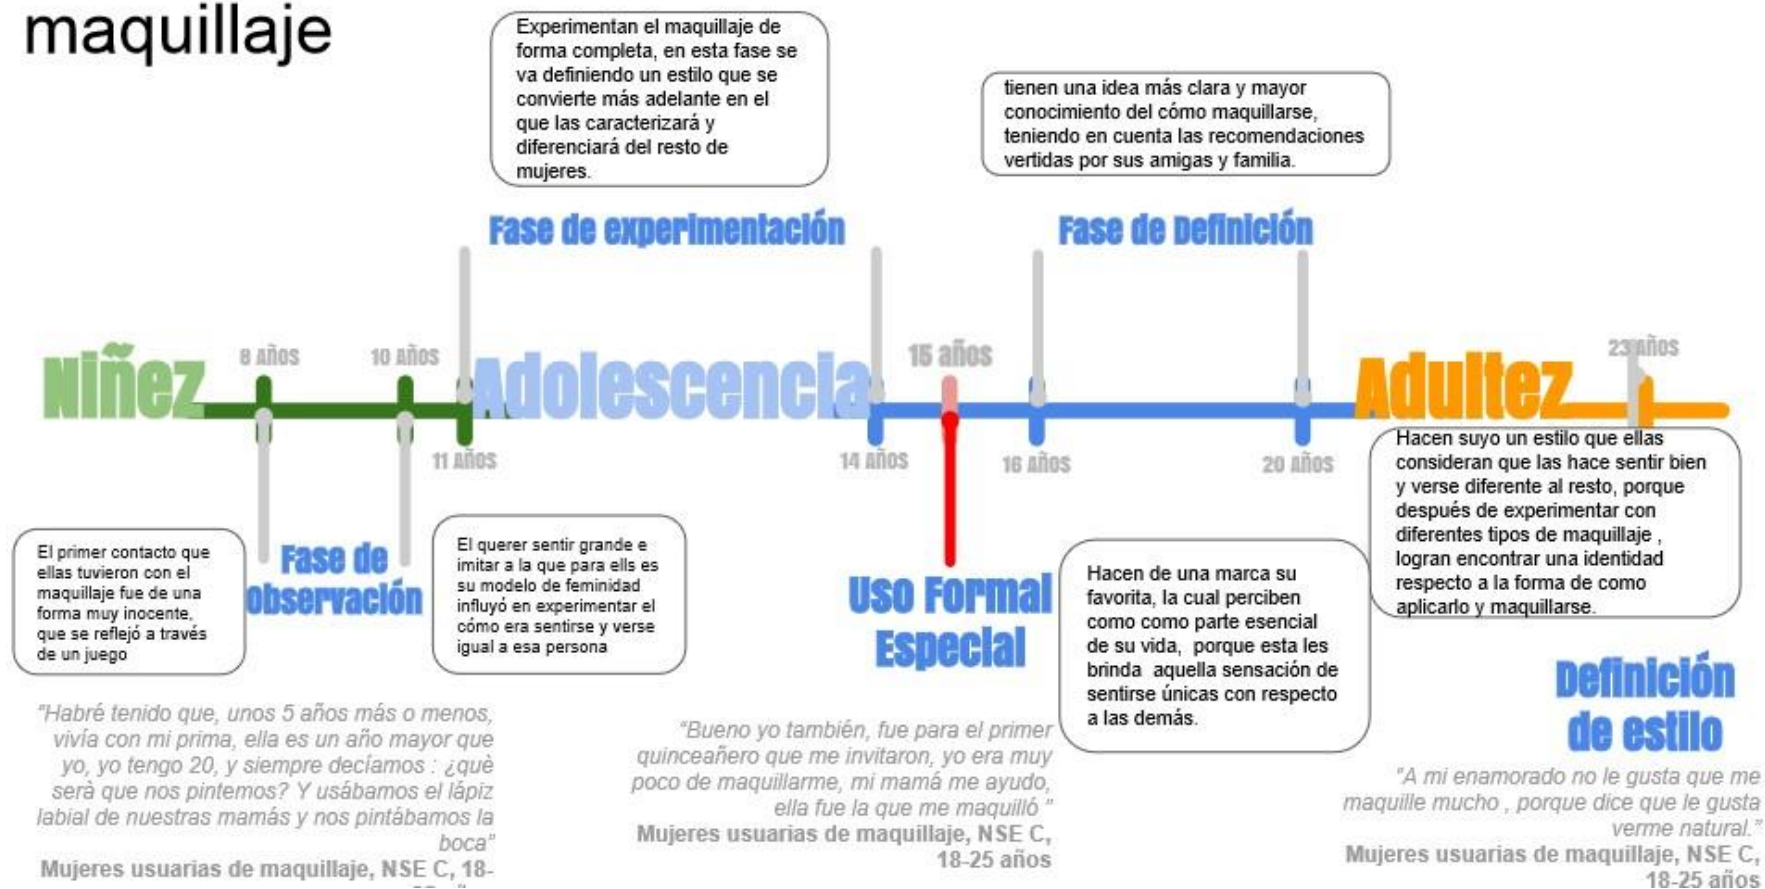 maquillaje
Experimentan el maquillaje de
forma completa, en esta fase se
va definiendo un estilo que se
convierte más adelante en el
que las caracterizará y
diferenciará del resto de
mujeres.
tienen una idea más clara y mayor
conocimiento del cómo maquillarse,
teniendo en cuenta las recomendaciones
vertidas por sus amigas y familia.
Fase de experimentación
Fase de Definición
Niñez
8 Años
10 Años
11 Años
Adolescencia
14 Años
15 años
16 Años
20 Años
Adultez
23 Años
El primer contacto que
ellas tuvieron con el
maquillaje fue de una
forma muy inocente,
que se reflejó a través
de un juego
Fase de
observación
El querer sentir grande e
imitar a la que para ells es
su modelo de feminidad
influyó en experimentar el
cómo era sentirse y verse
igual a esa persona
Uso Formal
Especial
Hacen de una marca su
favorita, la cual perciben
como como parte esencial
de su vida, porque esta les
brinda aquella sensación de
sentirse únicas con respecto
a las demás.
Hacen suyo un estilo que ellas
consideran que las hace sentir bien
y verse diferente al resto, porque
después de experimentar con
diferentes tipos de maquillaje ,
logran encontrar una identidad
respecto a la forma de como
aplicarlo y maquillarse.
Definición
de estilo
"Habré tenido que, unos 5 años más o menos,
vivía con mi prima, ella es un año mayor que
yo, yo tengo 20, y siempre decíamos : ¿què
serà que nos pintemos? Y usábamos el lápiz
labial de nuestras mamás y nos pintábamos la
boca"
Mujeres usuarias de maquillaje, NSE C, 18-
"Bueno yo también, fue para el primer
quinceañero que me invitaron, yo era muy
poco de maquillarme, mi mamá me ayudo,
ella fue la que me maquilló "
Mujeres usuarias de maquillaje, NSE C,
18-25 años
"A mi enamorado no le gusta que me
maquille mucho , porque dice que le gusta
verme natural."
Mujeres usuarias de maquillaje, NSE C,
18-25 años